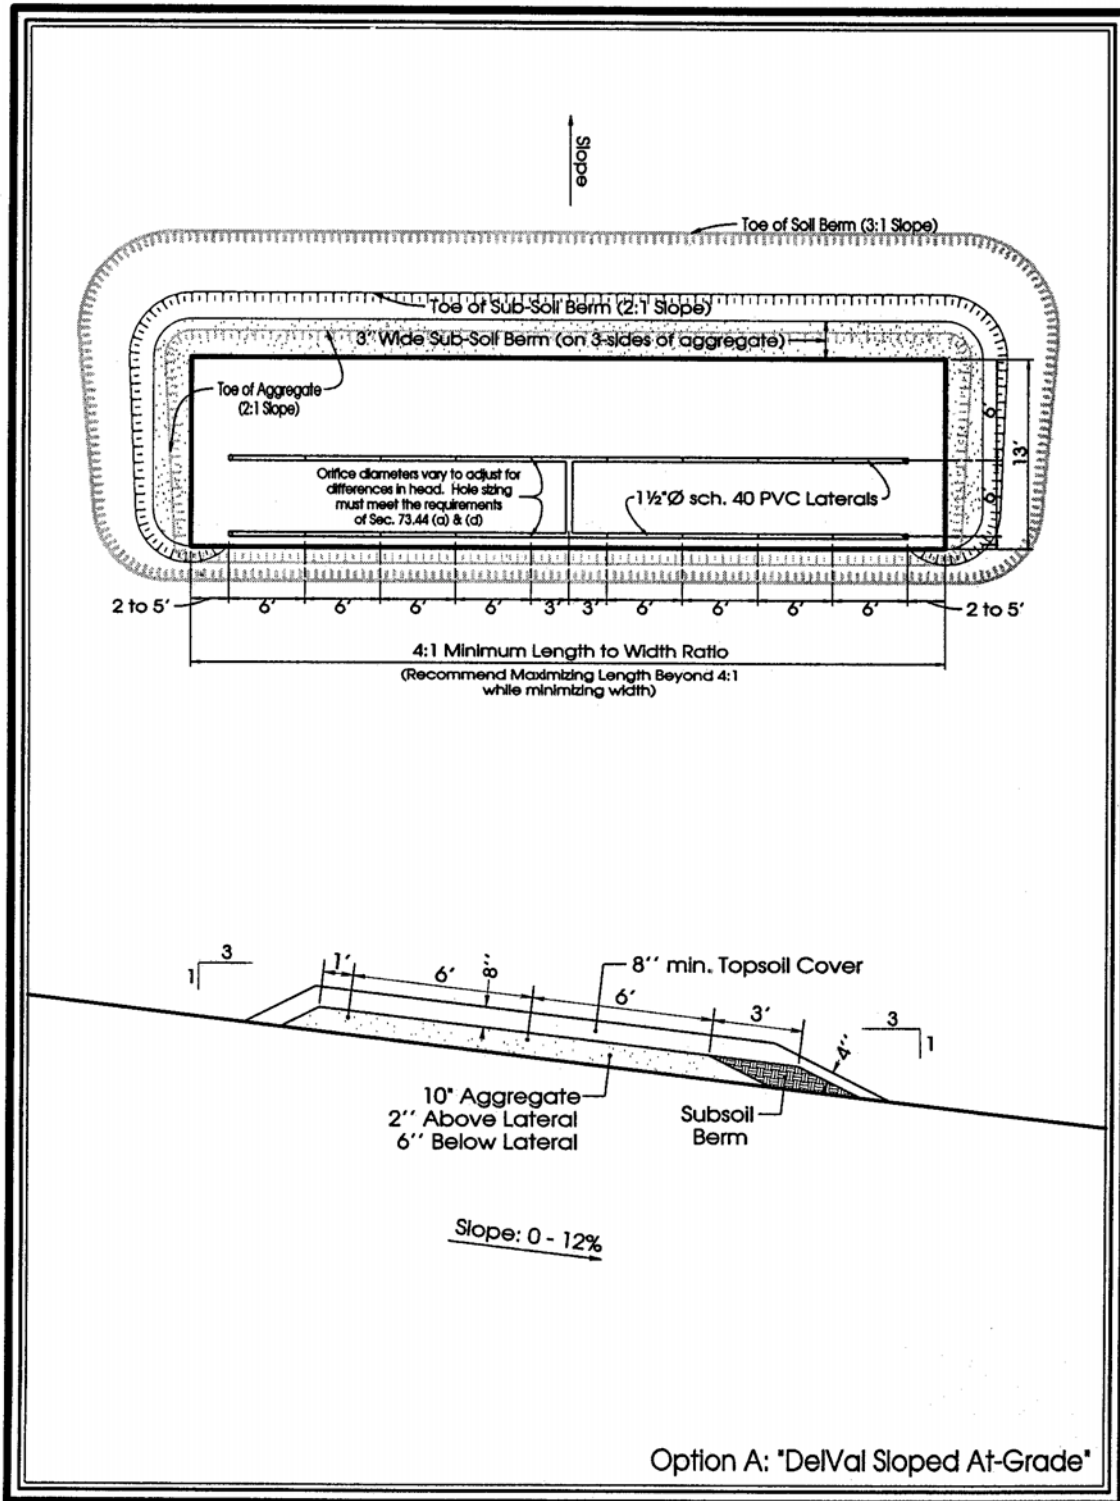 Slope
Toe of Soil Berm (3:1 Slope)
Toe of Sub-Soil Berm (2:1 Slope)
3' Wide Sub-Soil Berm (on 3-sides of aggregate)
Toe of Aggregate
(2:1 Slope)
6'
13'
Orifice diameters vary to adjust for
differences in head. Hole sizing
must meet the requirements
of Sec. 73.44 (a) & (d)
1½"Ø sch. 40 PVC Laterals
6'
2 to 5' 6' 6' 6' 6' 3' 3' 6' 6' 6' 6' 2 to 5'
4:1 Minimum Length to Width Ratio
(Recommend Maximizing Length Beyond 4:1
while minimizing width)
3
1
1'
6'
8''
8'' min. Topsoil Cover
6'
3'
3
1
4''
10" Aggregate
2'' Above Lateral
6'' Below Lateral
Subsoil
Berm
Slope: 0 - 12%
Option A: "DelVal Sloped At-Grade"